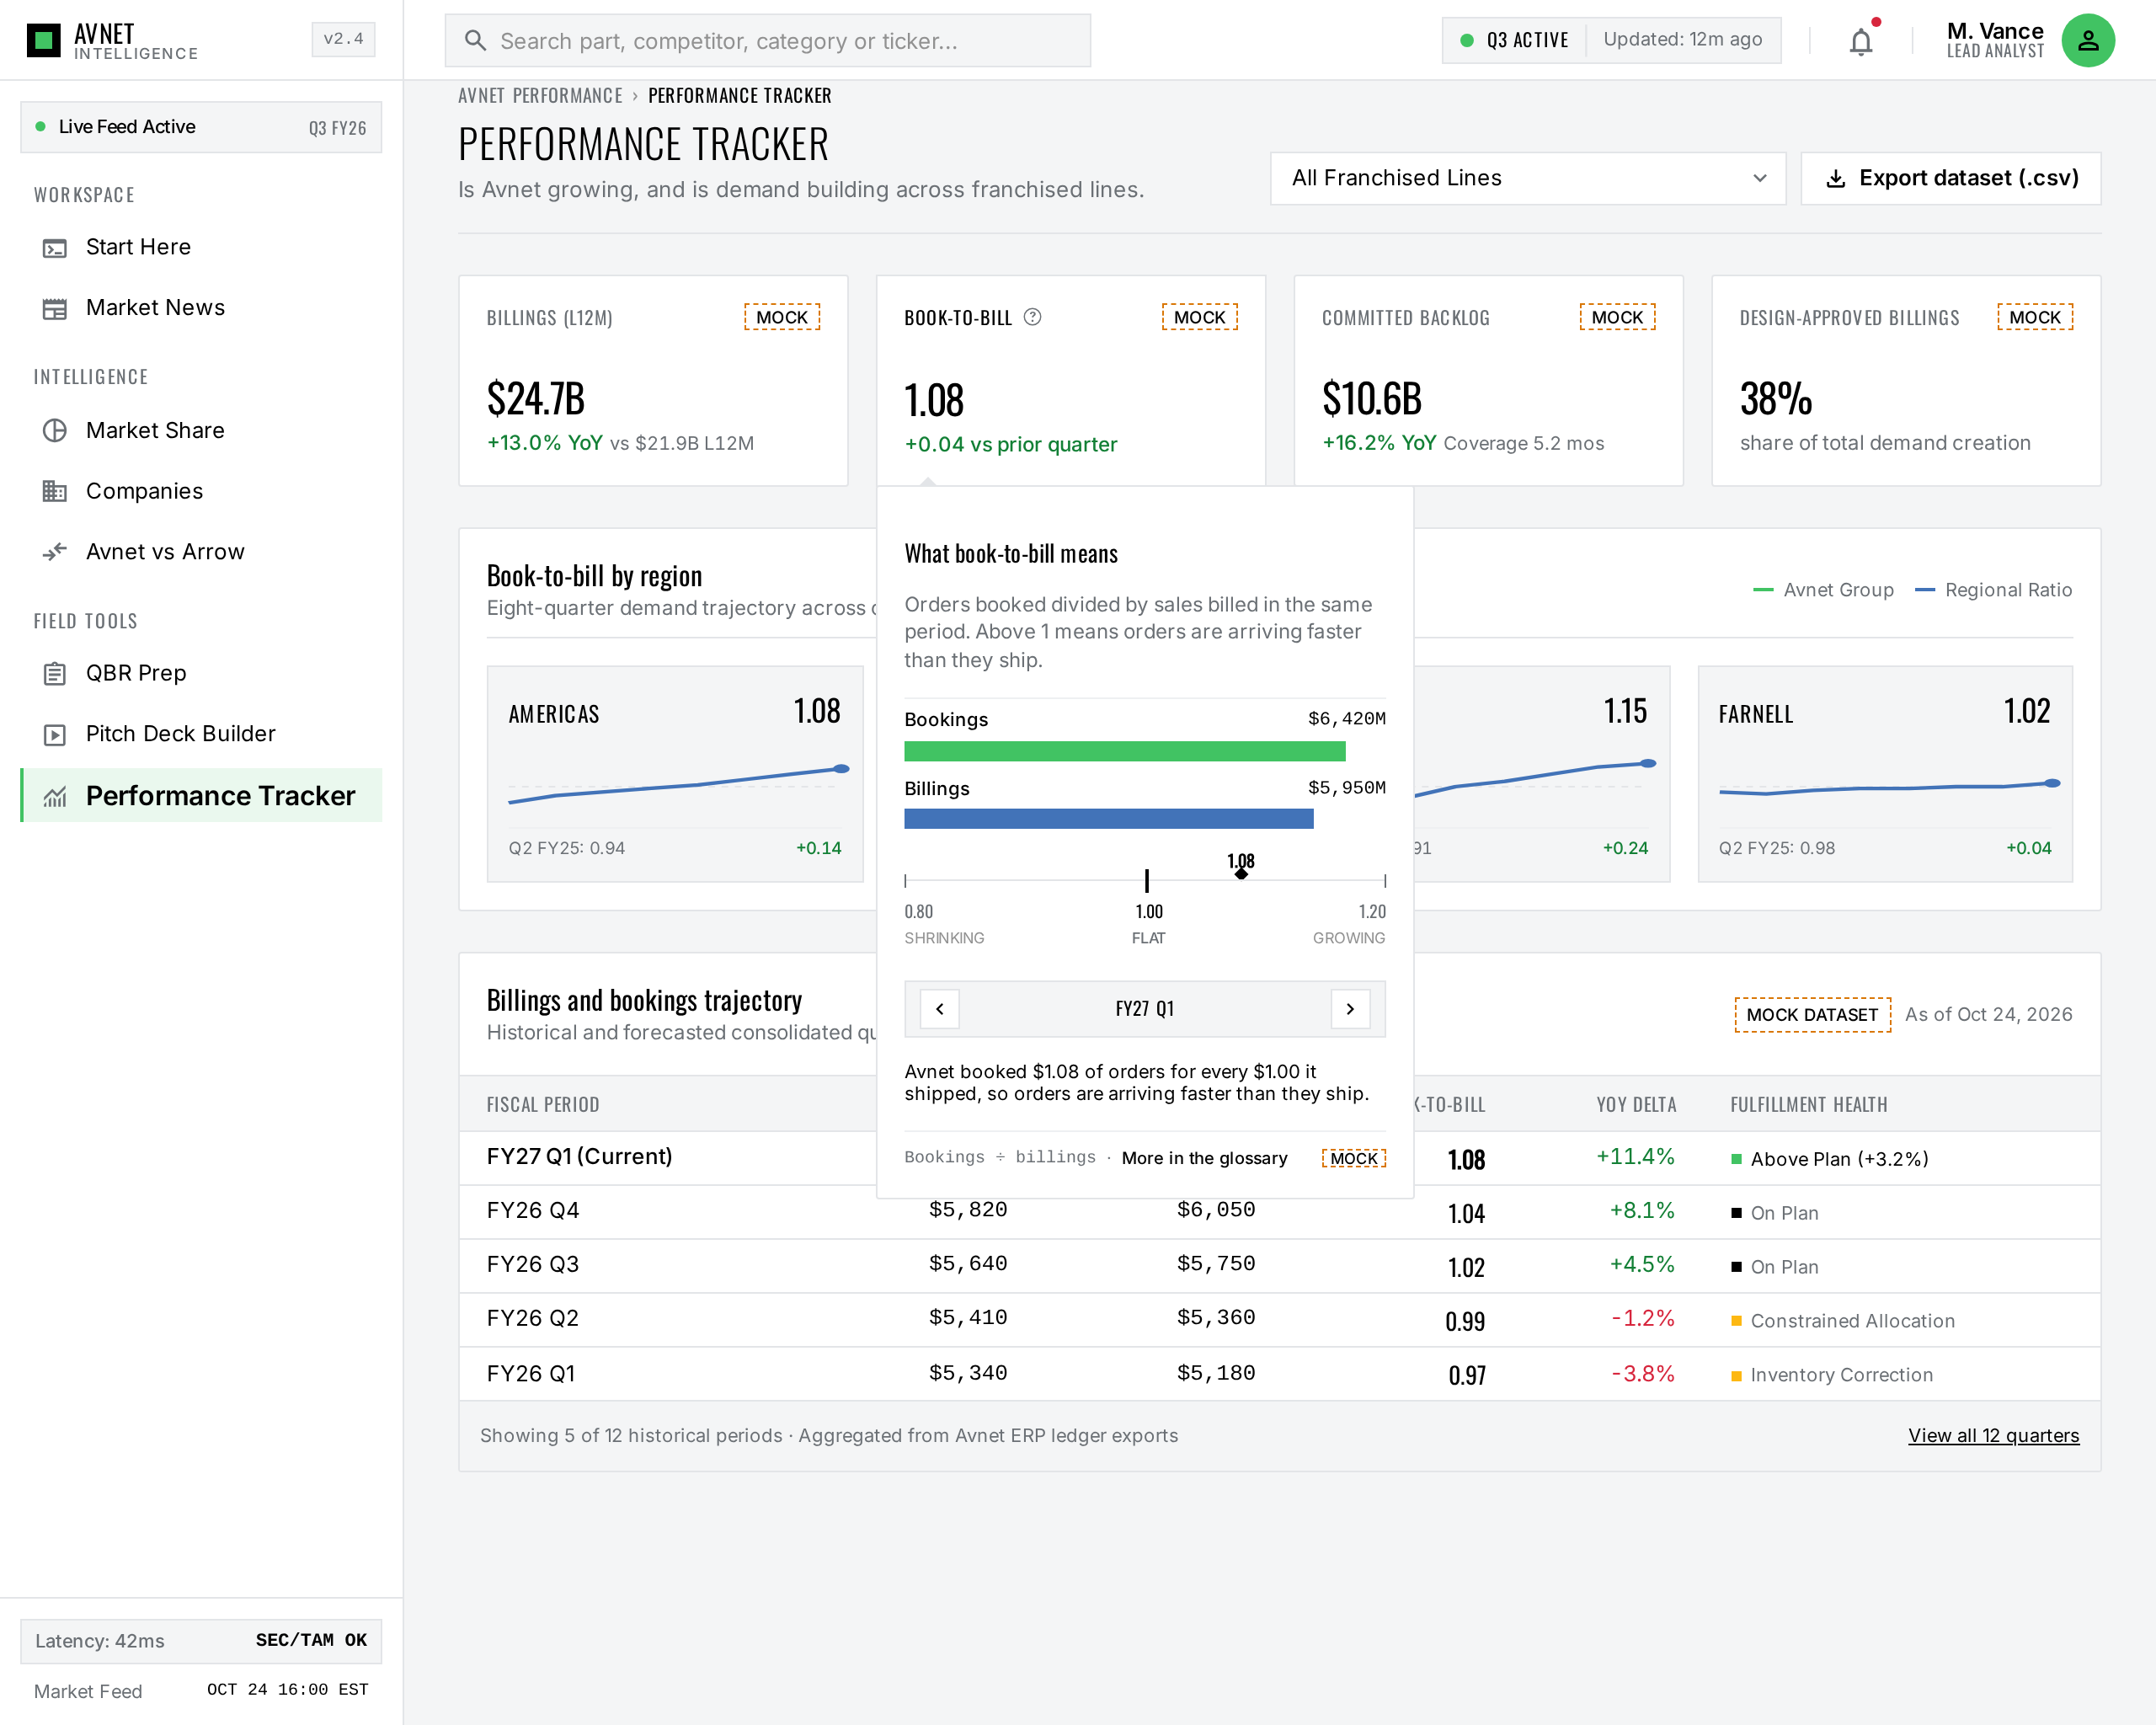 AVNET
INTELLIGENCE
v2.4
Search part, competitor, category or ticker...
Q3 ACTIVE
Updated: 12m ago
M. Vance
LEAD ANALYST
Live Feed Active
Q3 FY26
WORKSPACE
Start Here
Market News
INTELLIGENCE
Market Share
Companies
Avnet vs Arrow
FIELD TOOLS
QBR Prep
Pitch Deck Builder
Performance Tracker
Latency: 42ms
SEC/TAM OK
Market Feed
OCT 24 16:00 EST
AVNET PERFORMANCE › PERFORMANCE TRACKER
PERFORMANCE TRACKER
Is Avnet growing, and is demand building across franchised lines.
All Franchised Lines
Export dataset (.csv)
BILLINGS (L12M)
MOCK
$24.7B
+13.0% YoY vs $21.9B L12M
BOOK-TO-BILL ?
MOCK
1.08
+0.04 vs prior quarter
COMMITTED BACKLOG
MOCK
$10.6B
+16.2% YoY Coverage 5.2 mos
DESIGN-APPROVED BILLINGS
MOCK
38%
share of total demand creation
Book-to-bill by region
Eight-quarter demand trajectory across
Avnet Group
Regional Ratio
AMERICAS
1.08
Q2 FY25: 0.94
+0.14
1.15
+0.24
FARNELL
1.02
Q2 FY25: 0.98
+0.04
What book-to-bill means
Orders booked divided by sales billed in the same
period. Above 1 means orders are arriving faster
than they ship.
Bookings
$6,420M
Billings
$5,950M
1.08
0.80
1.00
1.20
SHRINKING
FLAT
GROWING
FY27 Q1
Avnet booked $1.08 of orders for every $1.00 it
shipped, so orders are arriving faster than they ship.
Bookings ÷ billings · More in the glossary
MOCK
Billings and bookings trajectory
Historical and forecasted consolidated
MOCK DATASET
As of Oct 24, 2026
FISCAL PERIOD
K-TO-BILL
YOY DELTA
FULFILLMENT HEALTH
FY27 Q1 (Current)
1.08
+11.4%
Above Plan (+3.2%)
FY26 Q4
$5,820
$6,050
1.04
+8.1%
On Plan
FY26 Q3
$5,640
$5,750
1.02
+4.5%
On Plan
FY26 Q2
$5,410
$5,360
0.99
-1.2%
Constrained Allocation
FY26 Q1
$5,340
$5,180
0.97
-3.8%
Inventory Correction
Showing 5 of 12 historical periods · Aggregated from Avnet ERP ledger exports
View all 12 quarters